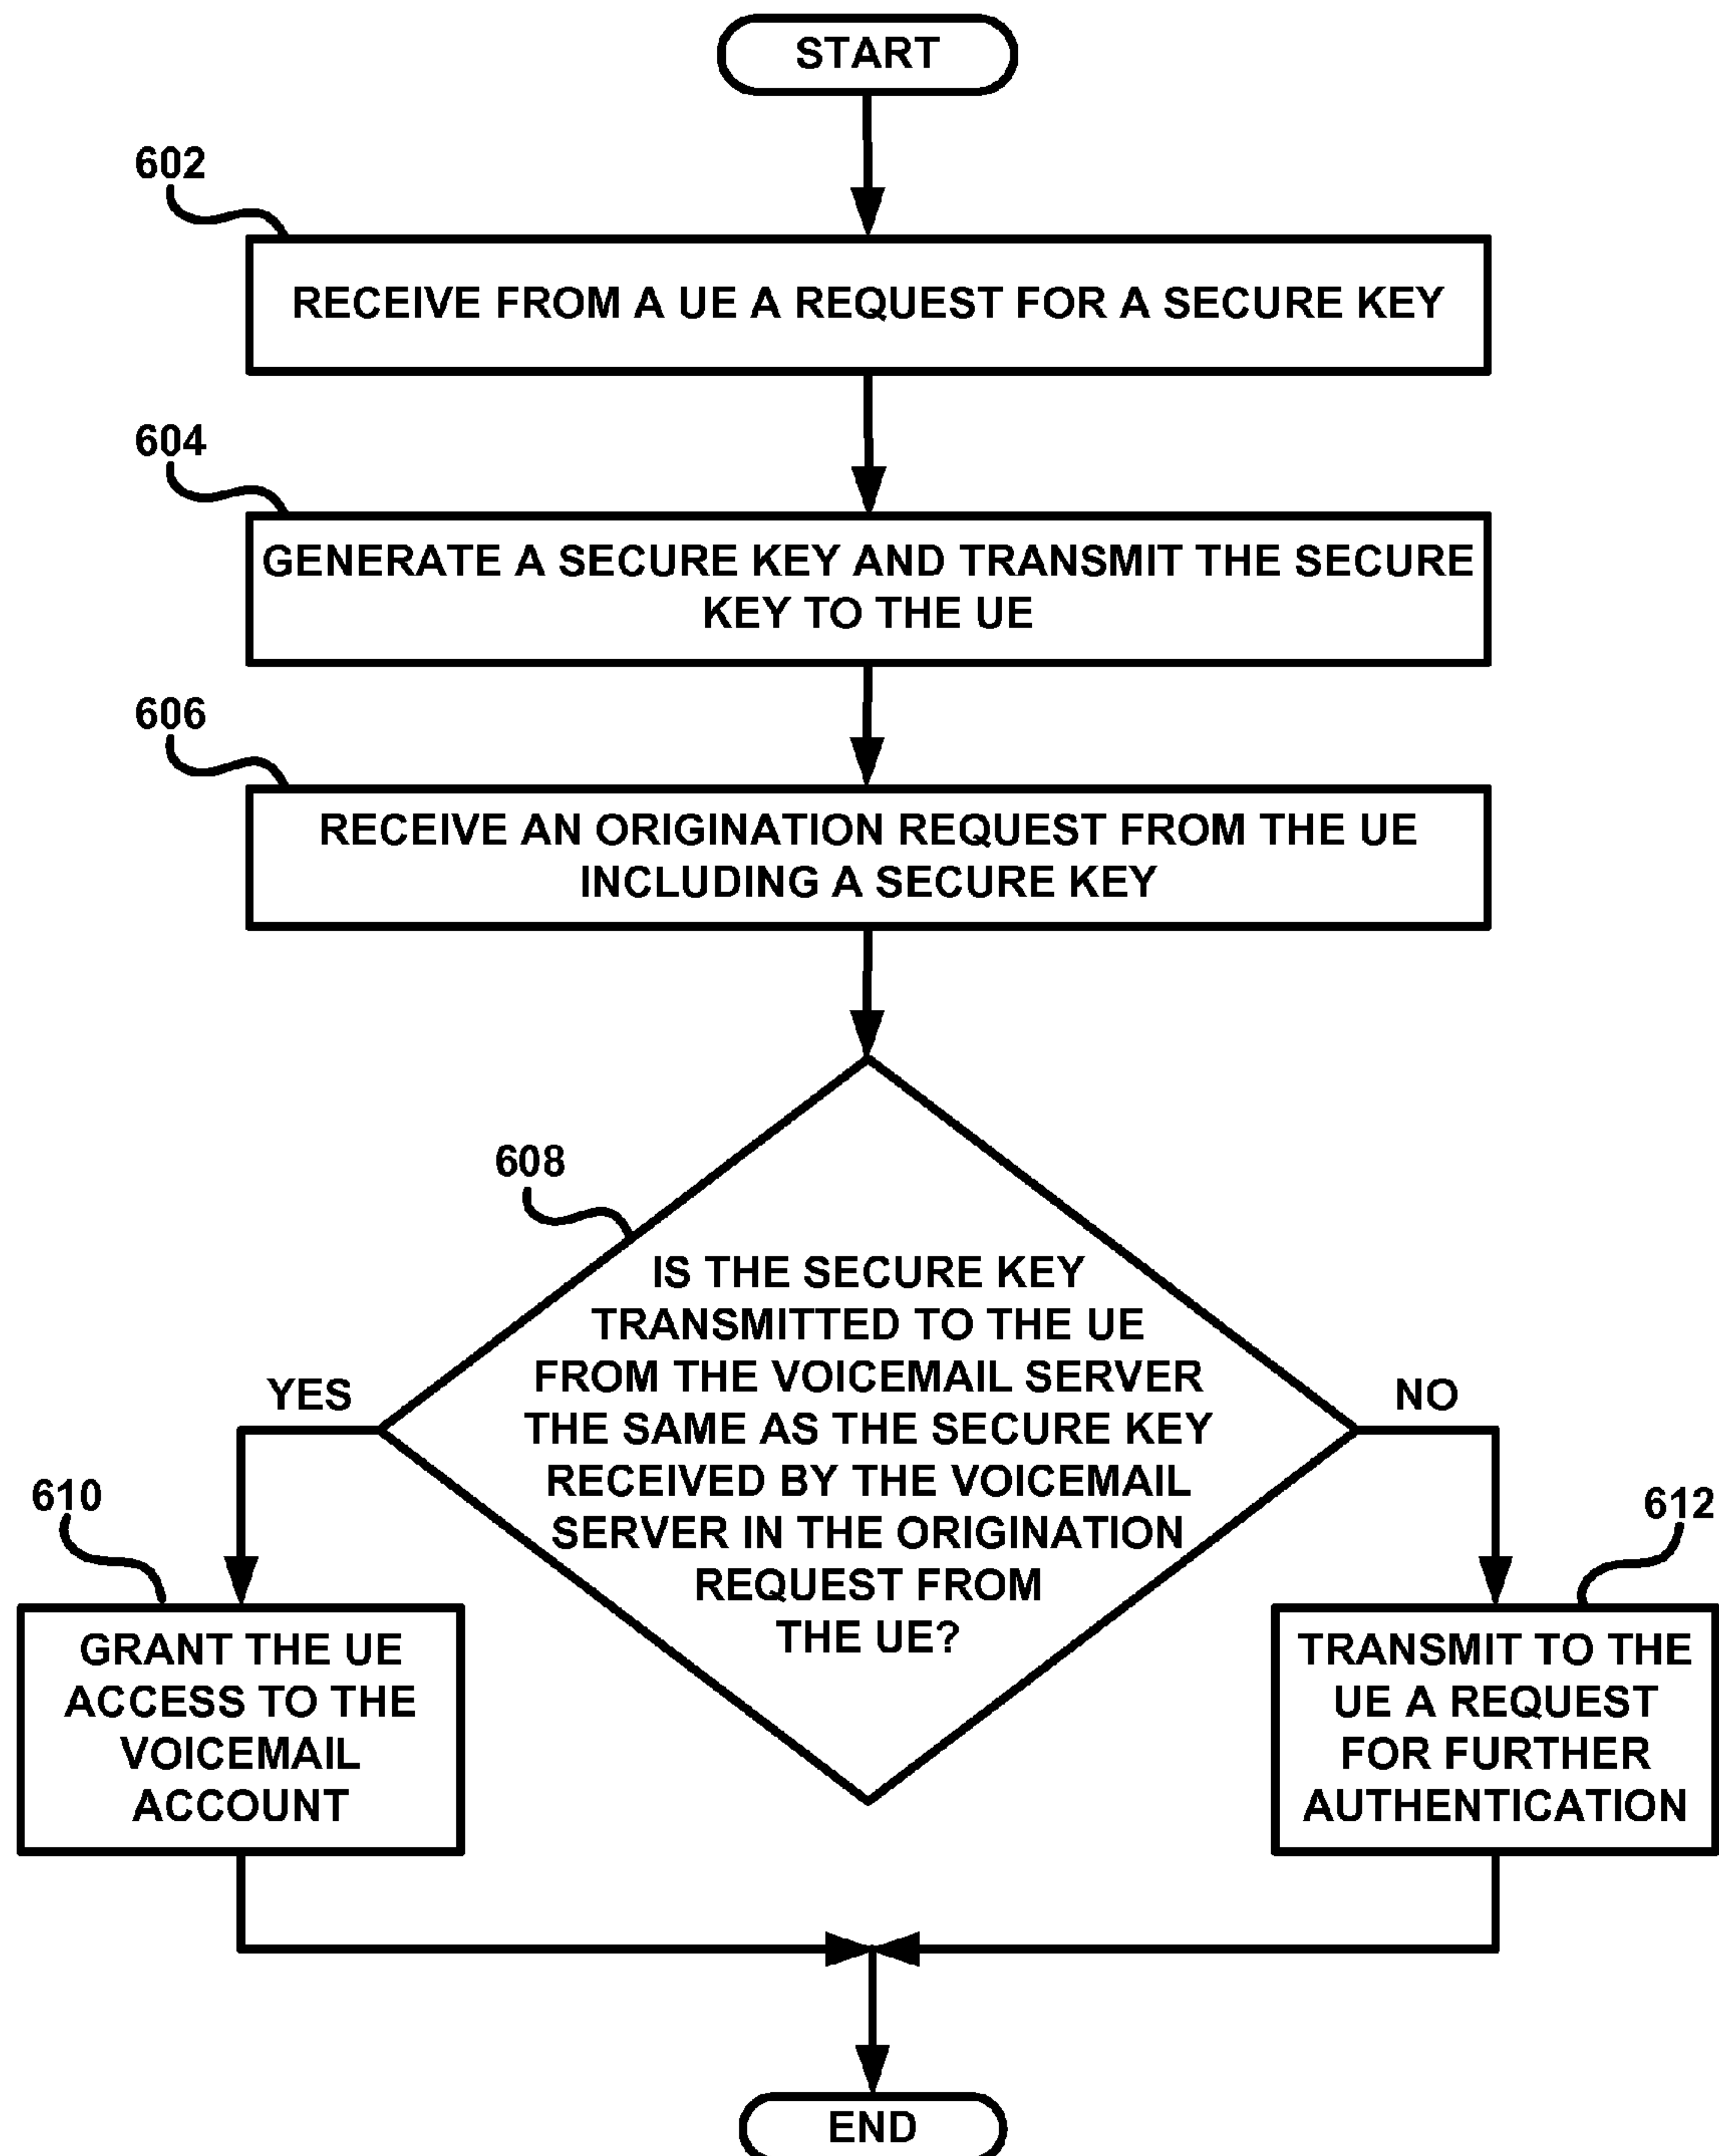 START
602
RECEIVE FROM A UE A REQUEST FOR A SECURE KEY
604
GENERATE A SECURE KEY AND TRANSMIT THE SECURE
KEY TO THE UE
606
RECEIVE AN ORIGINATION REQUEST FROM THE UE
INCLUDING A SECURE KEY
608
IS THE SECURE KEY
TRANSMITTED TO THE UE
FROM THE VOICEMAIL SERVER
THE SAME AS THE SECURE KEY
RECEIVED BY THE VOICEMAIL
SERVER IN THE ORIGINATION
REQUEST FROM
THE UE?
YES
NO
610
GRANT THE UE
ACCESS TO THE
VOICEMAIL
ACCOUNT
612
TRANSMIT TO THE
UE A REQUEST
FOR FURTHER
AUTHENTICATION
END